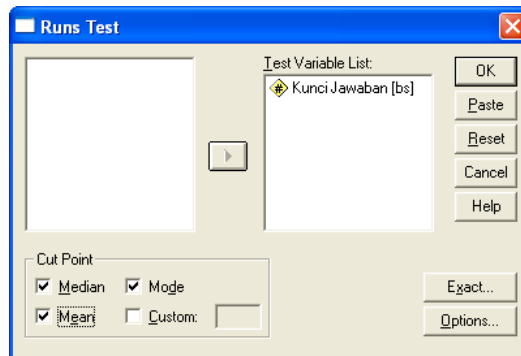 Runs Test
Test Variable List:
# Kunci Jawaban [bs]
OK
Paste
Reset
Cancel
Help
Cut Point
Median
Mode
Mean
Custom:
Exact...
Options...